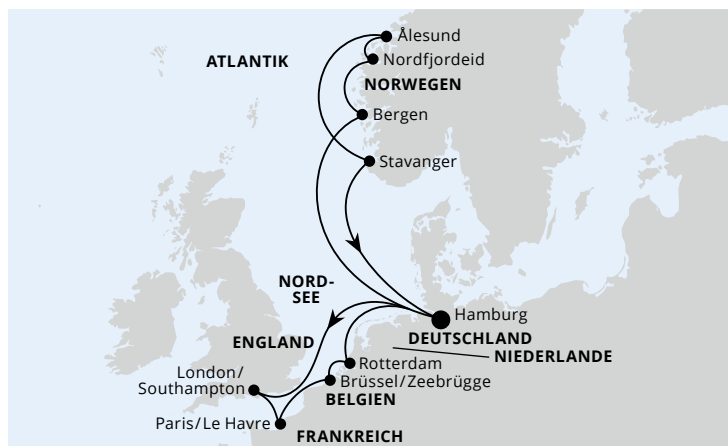 Ålesund
ATLANTIK
Nordfjordeid
NORWEGEN
Bergen
Stavanger
NORD-
SEE
Hamburg
ENGLAND
DEUTSCHLAND
NIEDERLANDE
London/
Southampton
Rotterdam
Brüssel/Zeebrügge
BELGIEN
Paris/Le Havre
FRANKREICH